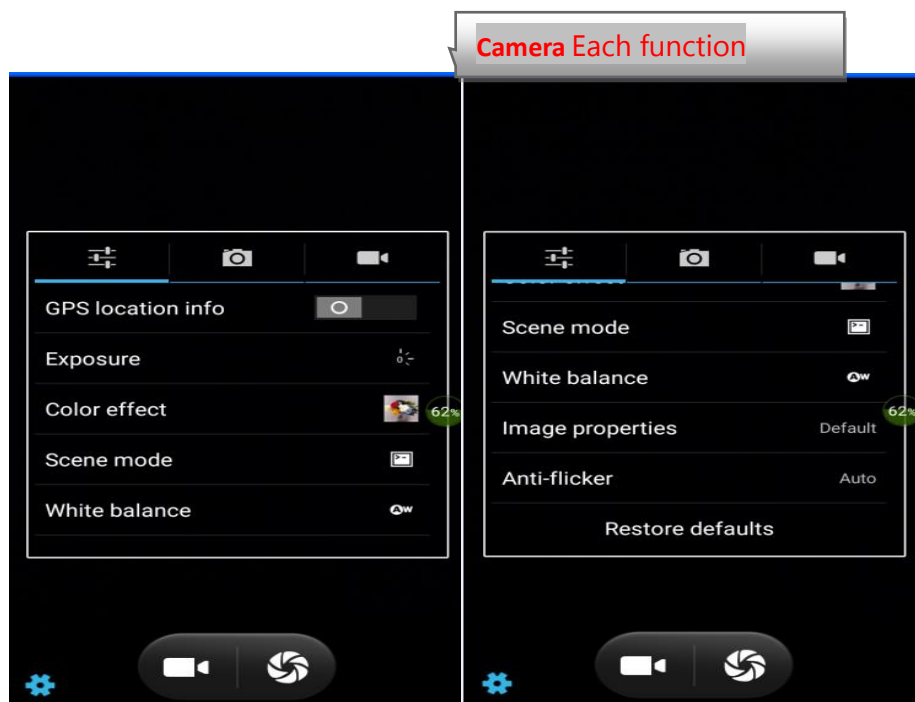 Camera Each function
GPS location info
Exposure
Color effect
62%
Scene mode
White balance
Scene mode
White balance
62%
Image properties Default
Anti-flicker Auto
Restore defaults